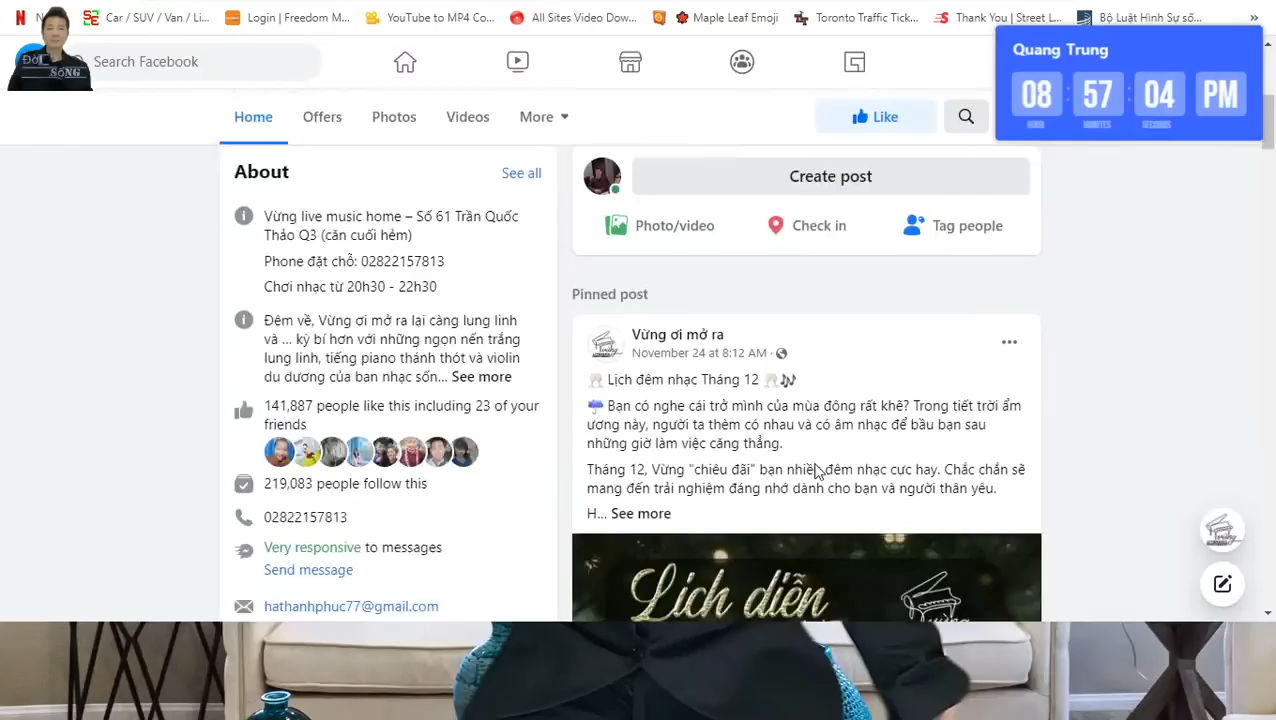 Car / SUV / Van / Li...
Login | Freedom M...
YouTube to MP4 Co...
All Sites Video Dow...
Maple Leaf Emoji
Toronto Traffic Tick...
Thank You | Street L...
Bộ Luật Hình Sự số...
Search Facebook
SỐNG
Quang Trung
08 57 04 PM
HOUR MINUTES SECONDS
Home Offers Photos Videos More
Like
About
See all
Vừng live music home – Số 61 Trần Quốc
Thảo Q3 (căn cuối hẻm)
Phone đặt chỗ: 02822157813
Chơi nhạc từ 20h30 - 22h30
Đêm về, Vừng ơi mở ra lại càng lung linh
và ... kỳ bí hơn với những ngọn nến trắng
lung linh, tiếng piano thánh thót và violin
du dương của ban nhạc sốn... See more
141,887 people like this including 23 of your
friends
219,083 people follow this
02822157813
Very responsive to messages
Send message
hathanhphuc77@gmail.com
Create post
Photo/video
Check in
Tag people
Pinned post
Vừng ơi mở ra
November 24 at 8:12 AM ·
Lịch đêm nhạc Tháng 12
Bạn có nghe cái trở mình của mùa đông rất khẽ? Trong tiết trời ẩm
ương này, người ta thèm có nhau và có âm nhạc để bầu bạn sau
những giờ làm việc căng thẳng.
Tháng 12, Vừng "chiêu đãi" bạn nhiều đêm nhạc cực hay. Chắc chắn sẽ
mang đến trải nghiệm đáng nhớ dành cho bạn và người thân yêu.
H... See more
Lịch diễn